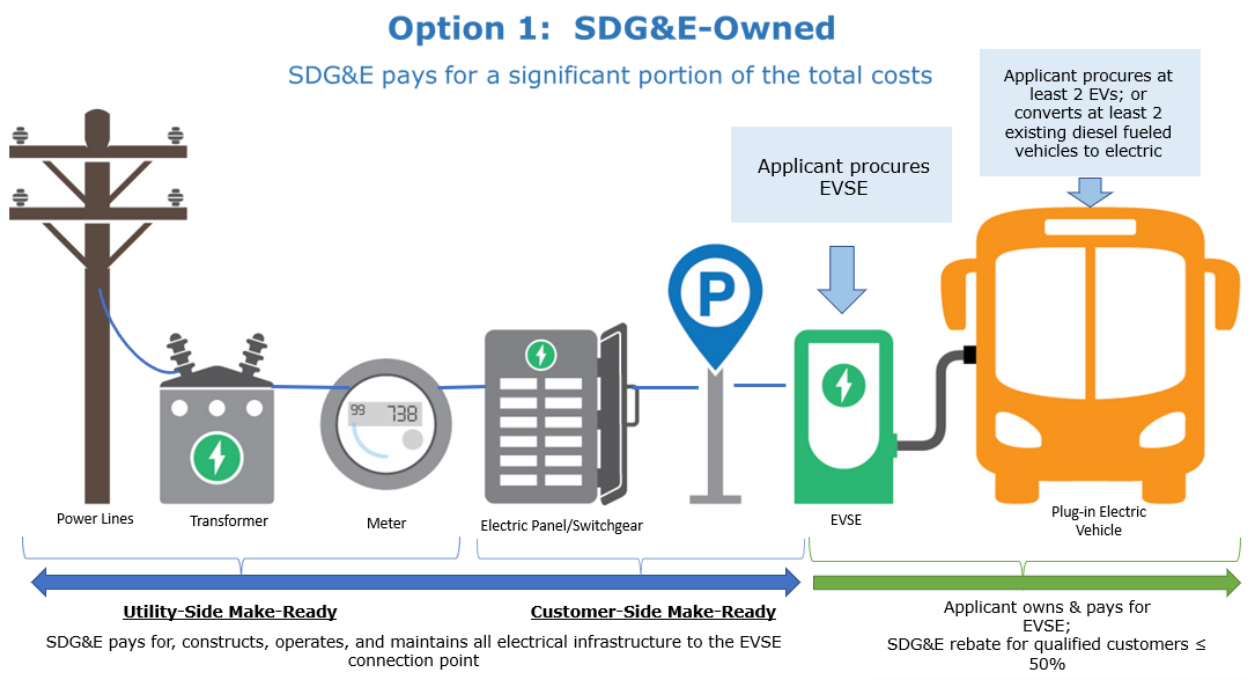 Option 1:  SDG&E-Owned
SDG&E pays for a significant portion of the total costs
Applicant procures at
least 2 EVs; or
converts at least 2
existing diesel fueled
vehicles to electric
Applicant procures
EVSE
P
99 738
Power Lines
Transformer
Meter
Electric Panel/Switchgear
EVSE
Plug-in Electric
Vehicle
Utility-Side Make-Ready
Customer-Side Make-Ready
SDG&E pays for, constructs, operates, and maintains all electrical infrastructure to the EVSE
connection point
Applicant owns & pays for
EVSE;
SDG&E rebate for qualified customers ≤
50%